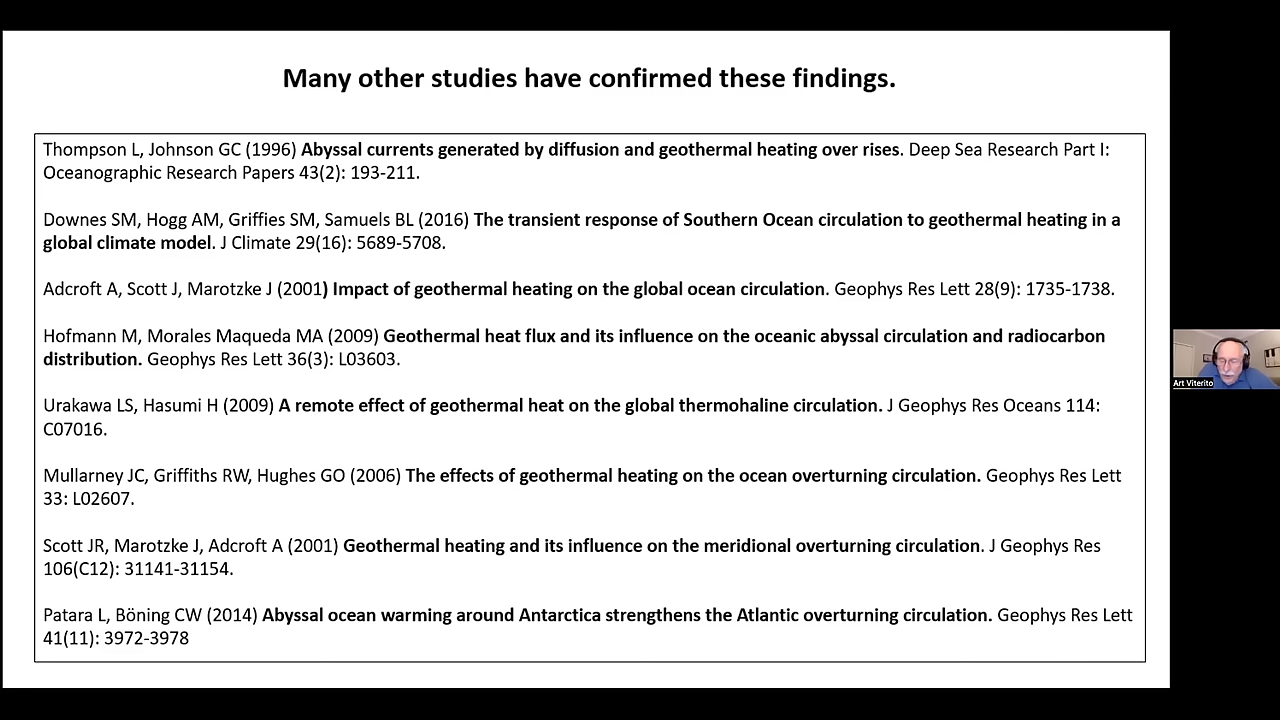 Many other studies have confirmed these findings.
Thompson L, Johnson GC (1996) Abyssal currents generated by diffusion and geothermal heating over rises. Deep Sea Research Part I:
Oceanographic Research Papers 43(2): 193-211.
Downes SM, Hogg AM, Griffies SM, Samuels BL (2016) The transient response of Southern Ocean circulation to geothermal heating in a
global climate model. J Climate 29(16): 5689-5708.
Adcroft A, Scott J, Marotzke J (2001) Impact of geothermal heating on the global ocean circulation. Geophys Res Lett 28(9): 1735-1738.
Hofmann M, Morales Maqueda MA (2009) Geothermal heat flux and its influence on the oceanic abyssal circulation and radiocarbon
distribution. Geophys Res Lett 36(3): L03603.
Urakawa LS, Hasumi H (2009) A remote effect of geothermal heat on the global thermohaline circulation. J Geophys Res Oceans 114:
C07016.
Mullarney JC, Griffiths RW, Hughes GO (2006) The effects of geothermal heating on the ocean overturning circulation. Geophys Res Lett
33: L02607.
Scott JR, Marotzke J, Adcroft A (2001) Geothermal heating and its influence on the meridional overturning circulation. J Geophys Res
106(C12): 31141-31154.
Patara L, Böning CW (2014) Abyssal ocean warming around Antarctica strengthens the Atlantic overturning circulation. Geophys Res Lett
41(11): 3972-3978
Art Viterito